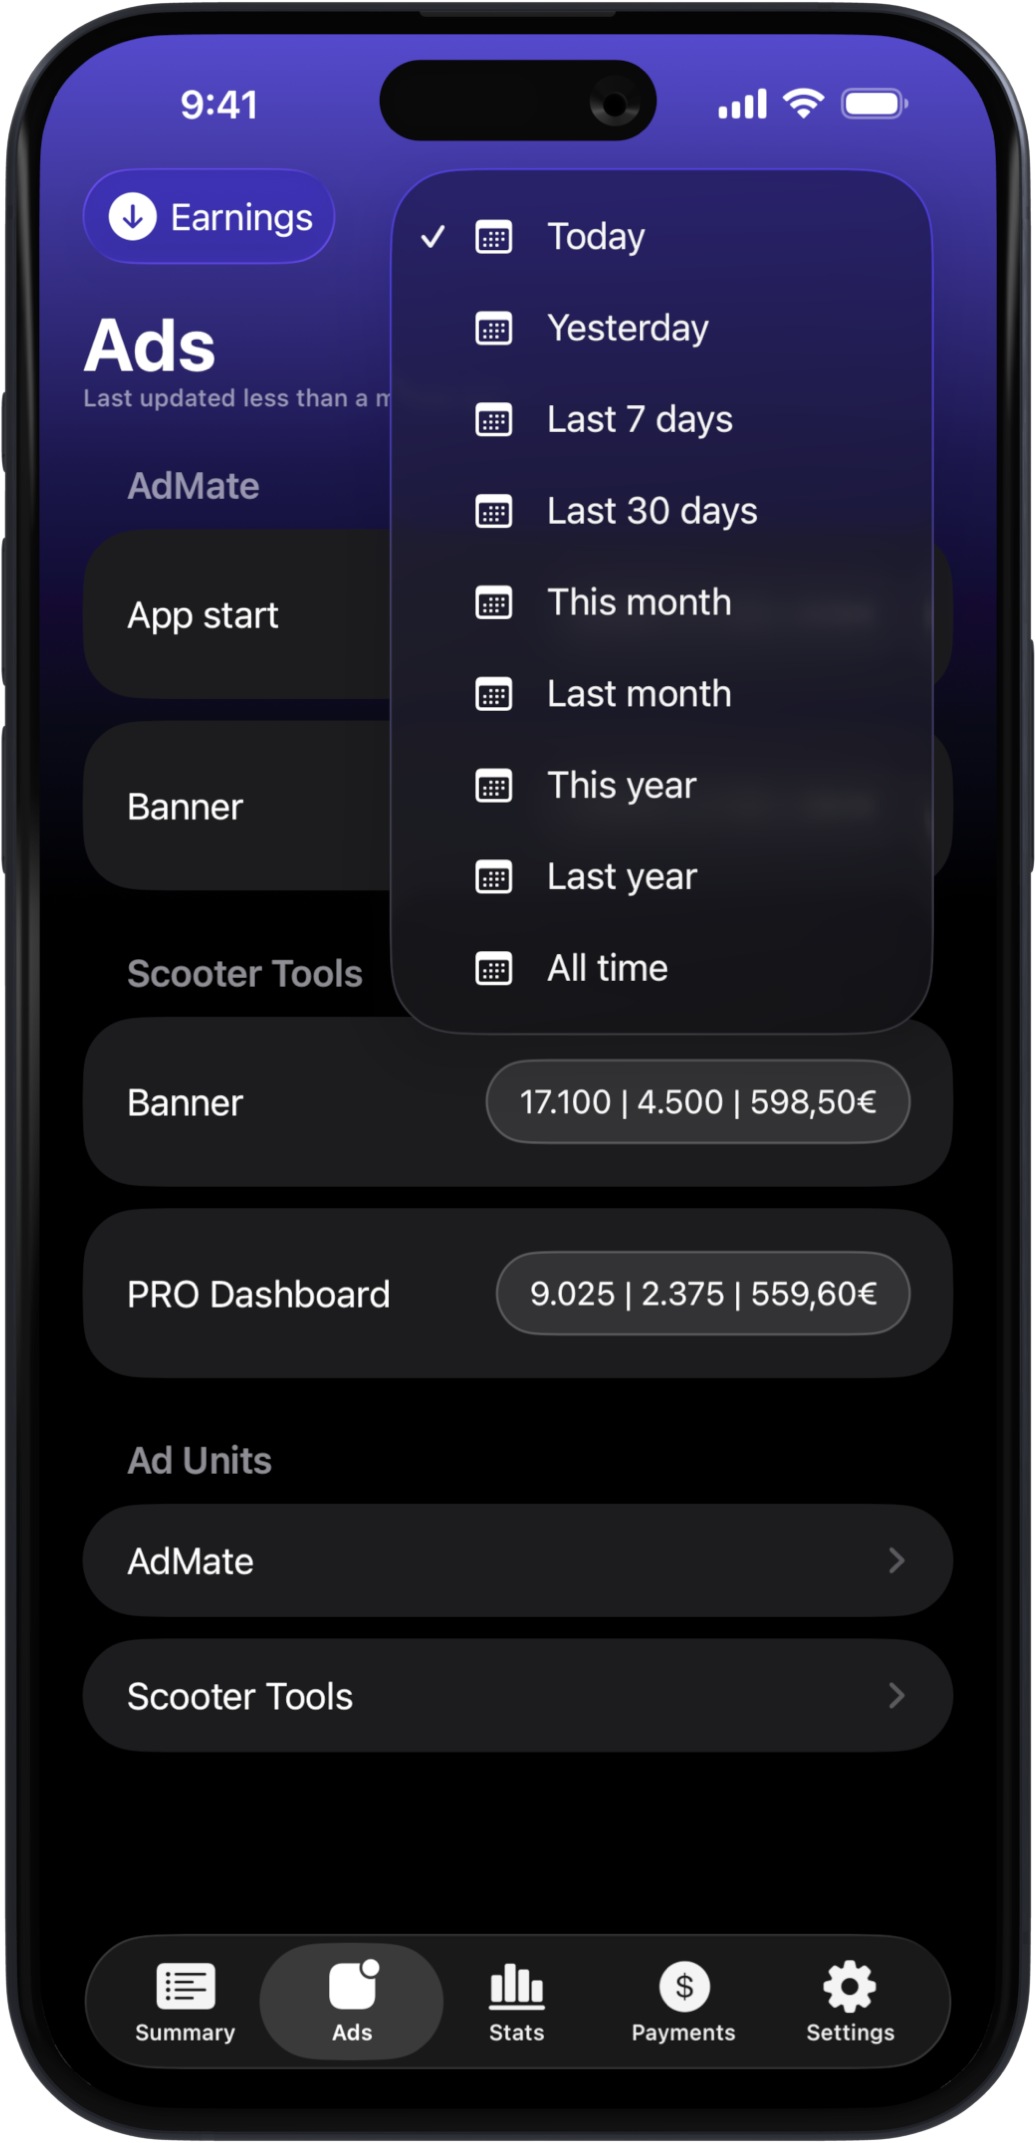 9:41
Earnings
Today
Yesterday
Last 7 days
Last 30 days
This month
Last month
This year
Last year
All time
Ads
Last updated less than a
AdMate
App start
Banner
Scooter Tools
Banner
17.100 | 4.500 | 598,50€
PRO Dashboard
9.025 | 2.375 | 559,60€
Ad Units
AdMate
Scooter Tools
Summary
Ads
Stats
$
Payments
Settings